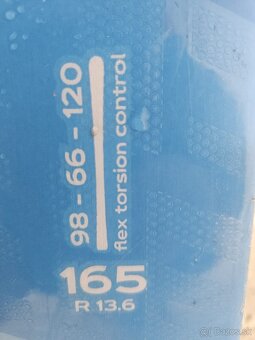 98 - 66 - 120
flex torsion control
165
R 13.6